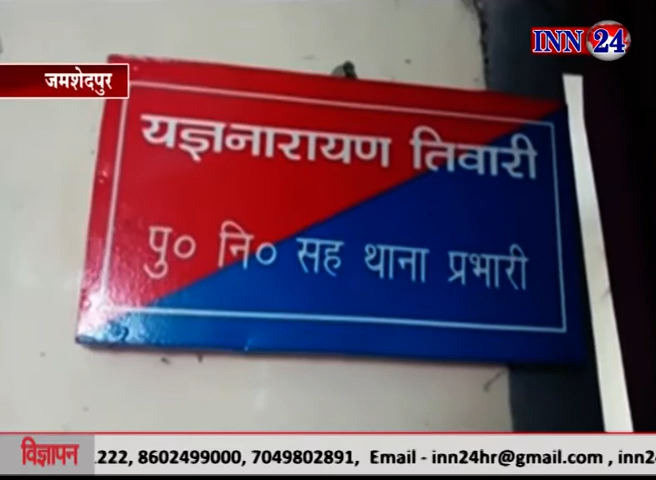 INN 24
जमशेदपुर
यज्ञनारायण तिवारी
पु० नि० सह थाना प्रभारी
विज्ञापन .222, 8602499000, 7049802891, Email - inn24hr@gmail.com , inn2